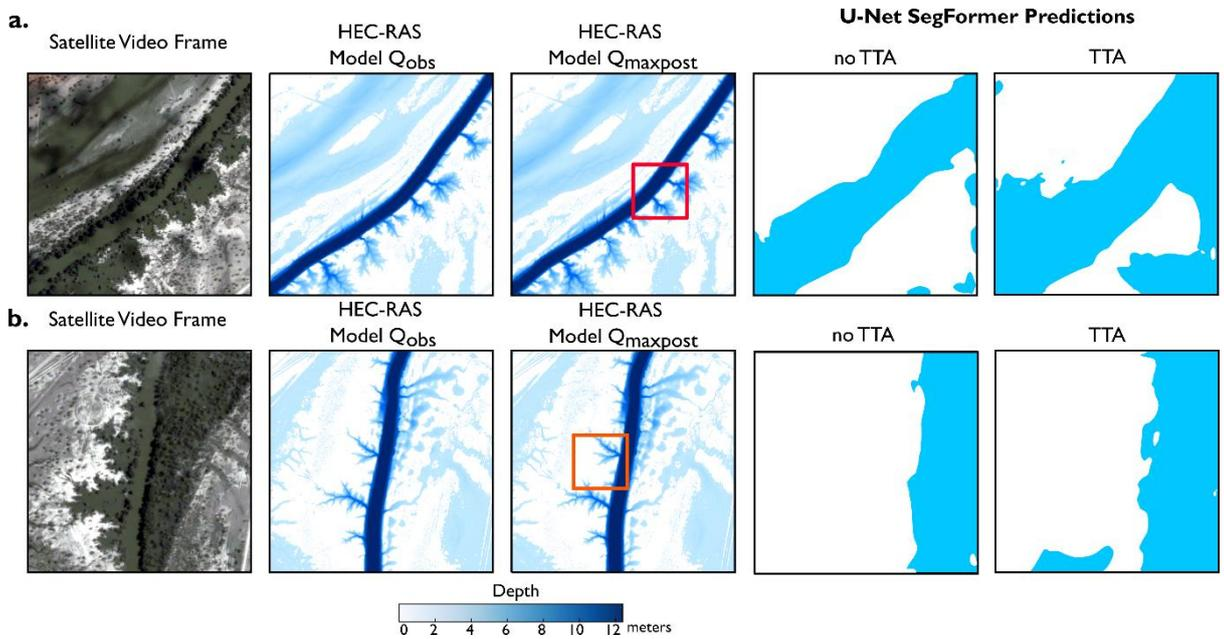 a.
U-Net SegFormer Predictions
Satellite Video Frame
HEC-RAS
Model Qobs
HEC-RAS
Model Qmaxpost
no TTA
TTA
b.
Satellite Video Frame
HEC-RAS
Model Qobs
HEC-RAS
Model Qmaxpost
no TTA
TTA
Depth
0 2 4 6 8 10 12 meters